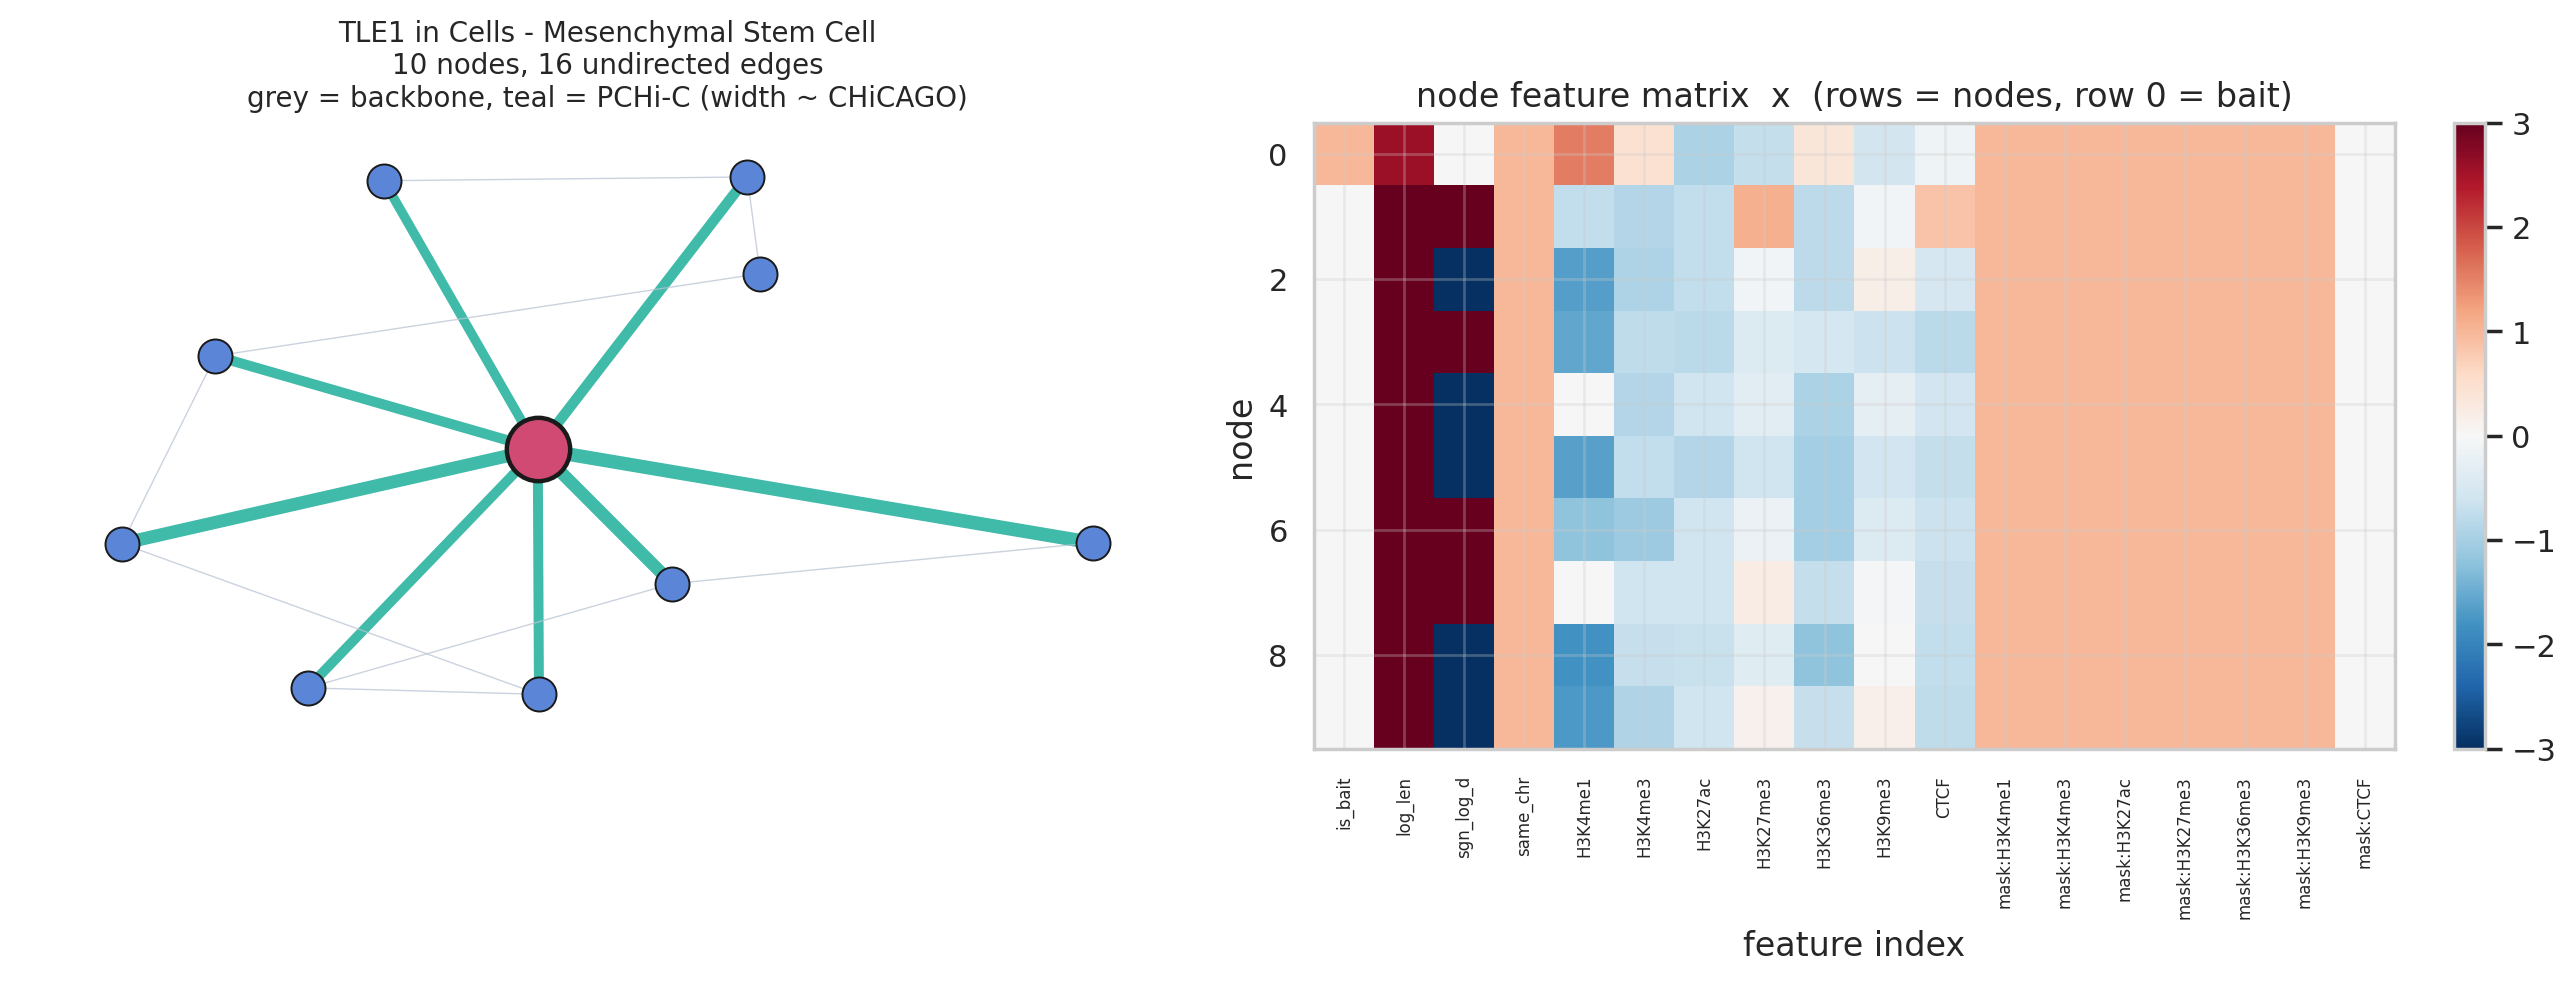 TLE1 in Cells - Mesenchymal Stem Cell
10 nodes, 16 undirected edges
grey = backbone, teal = PCHi-C (width ~ CHiCAGO)
node feature matrix  x  (rows = nodes, row 0 = bait)
node
0
2
4
6
8
is_bait
log_len
sgn_log_d
same_chr
H3K4me1
H3K4me3
H3K27ac
H3K27me3
H3K36me3
H3K9me3
CTCF
mask:H3K4me1
mask:H3K4me3
mask:H3K27ac
mask:H3K27me3
mask:H3K36me3
mask:H3K9me3
mask:CTCF
feature index
3
2
1
0
−1
−2
−3